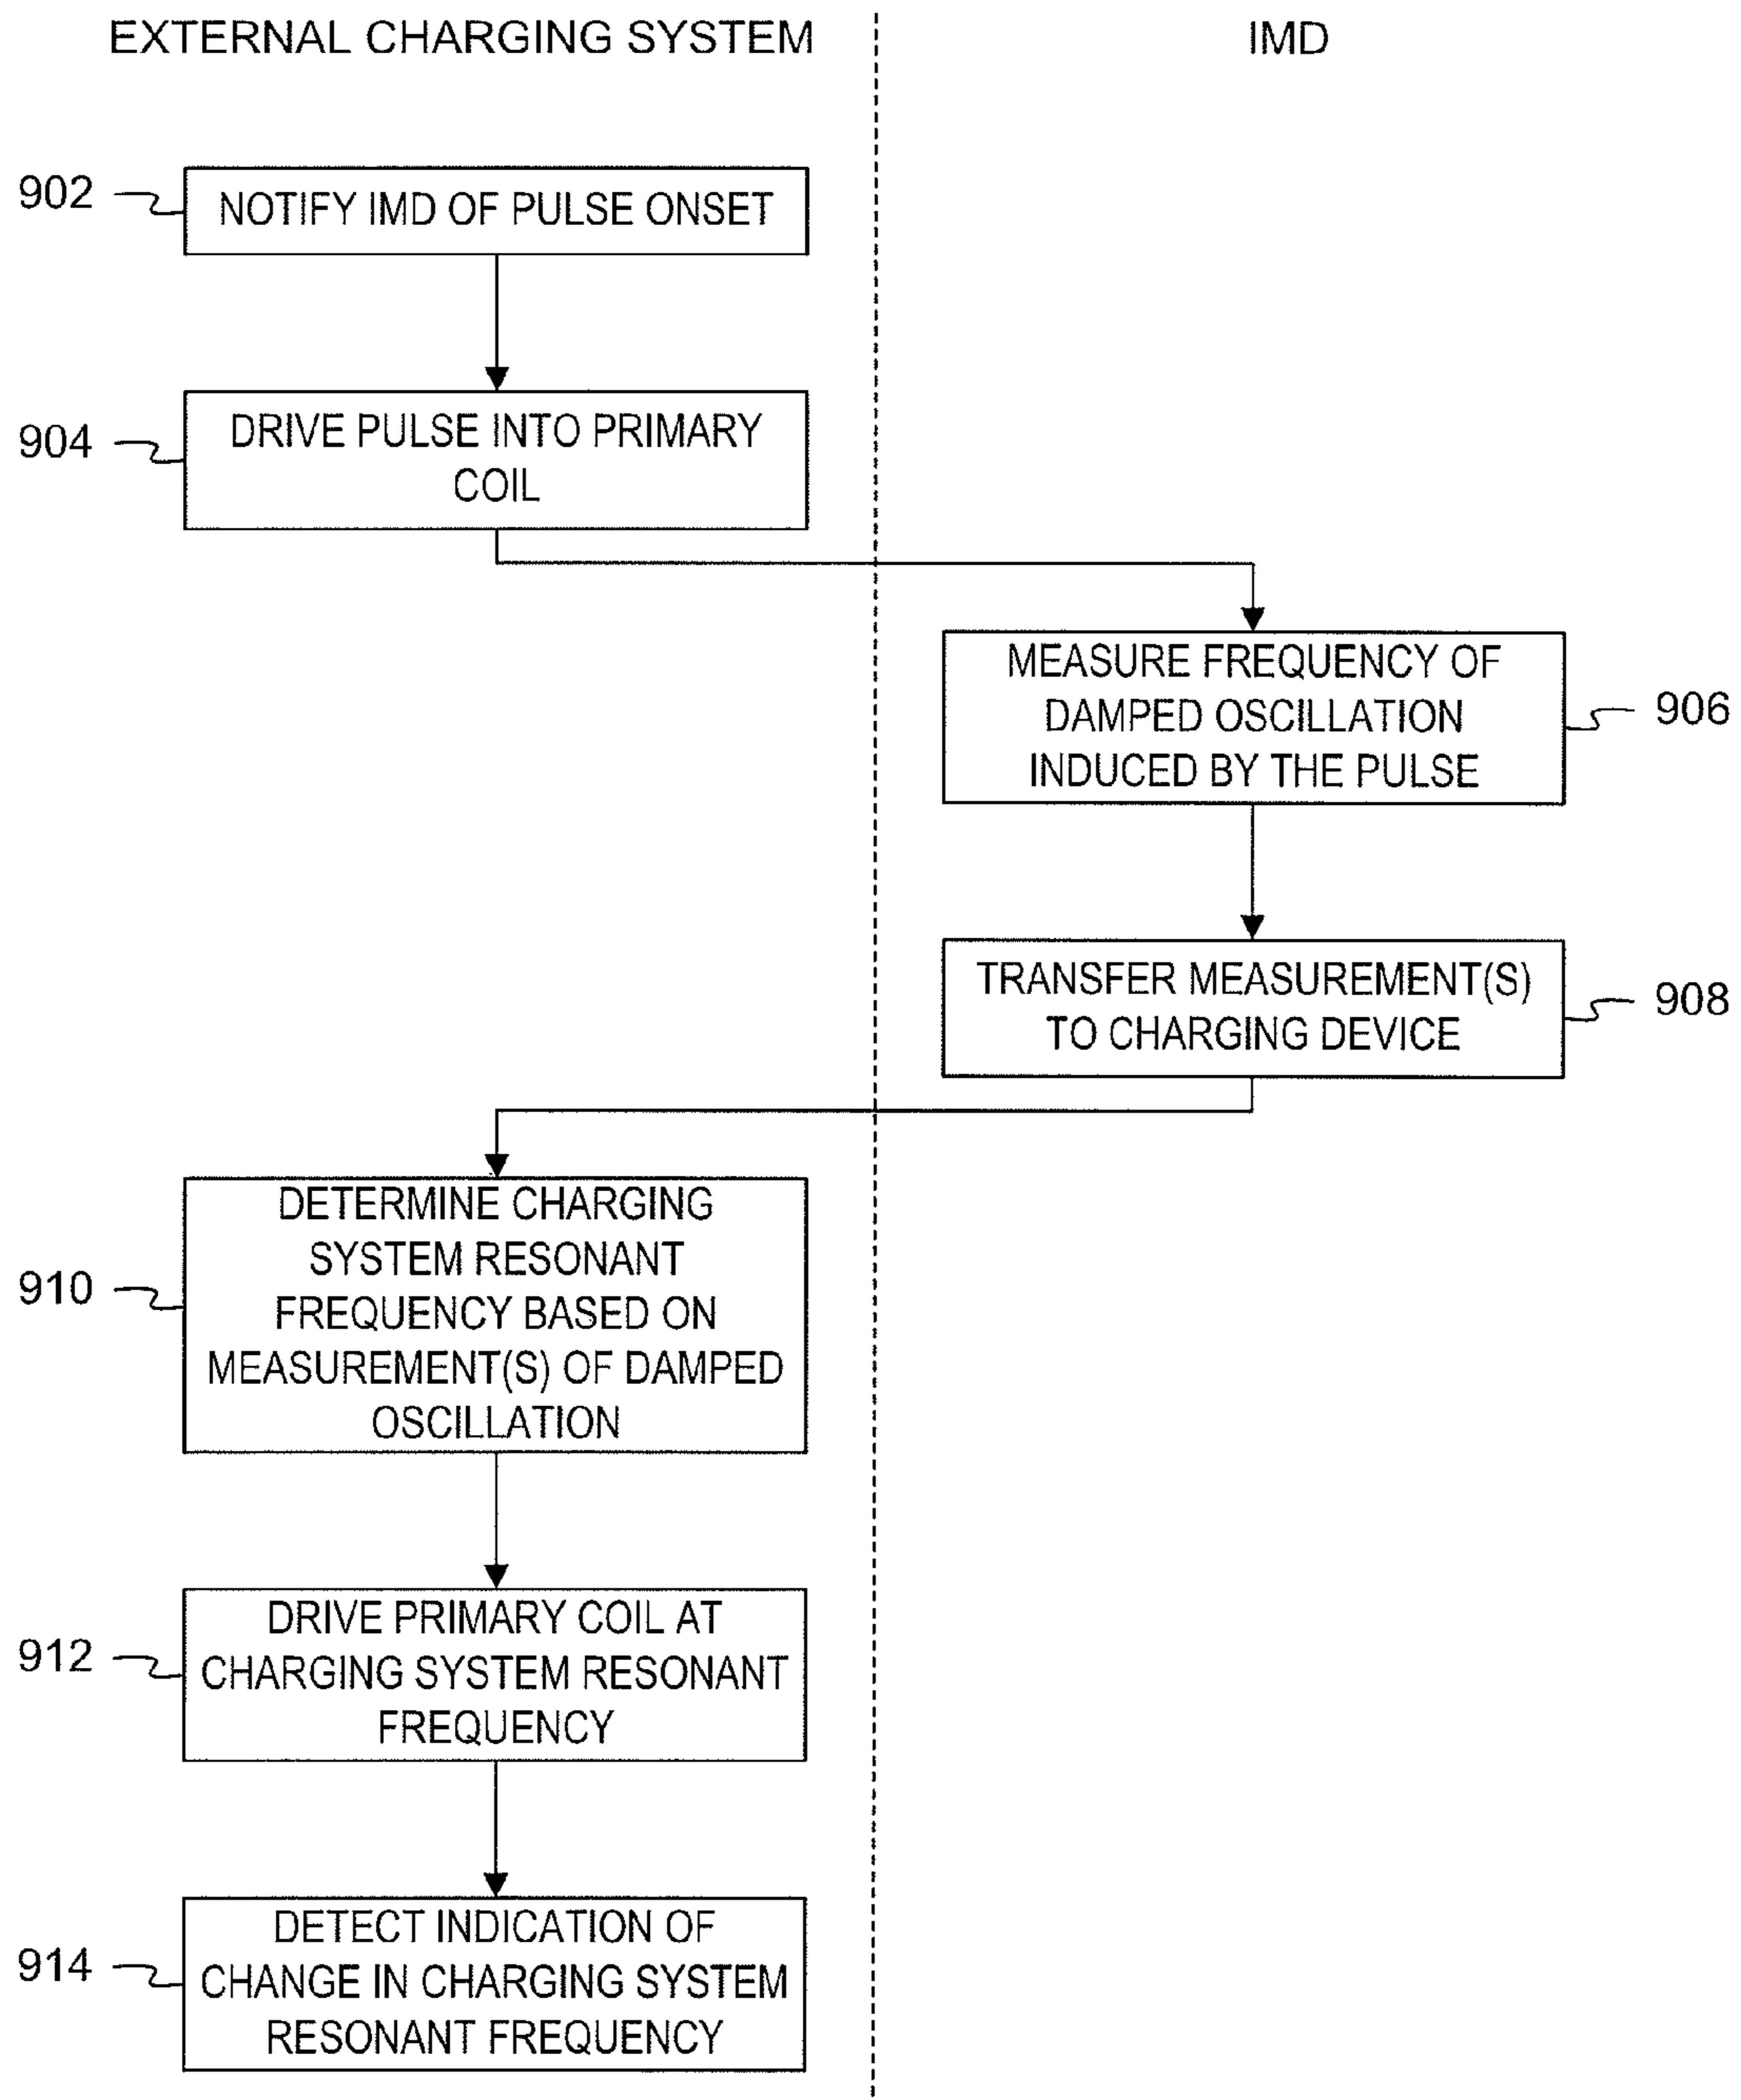 EXTERNAL CHARGING SYSTEM
IMD
902
NOTIFY IMD OF PULSE ONSET
904
DRIVE PULSE INTO PRIMARY
COIL
MEASURE FREQUENCY OF
DAMPED OSCILLATION
INDUCED BY THE PULSE
906
TRANSFER MEASUREMENT(S)
TO CHARGING DEVICE
908
910
DETERMINE CHARGING
SYSTEM RESONANT
FREQUENCY BASED ON
MEASUREMENT(S) OF DAMPED
OSCILLATION
912
DRIVE PRIMARY COIL AT
CHARGING SYSTEM RESONANT
FREQUENCY
914
DETECT INDICATION OF
CHANGE IN CHARGING SYSTEM
RESONANT FREQUENCY